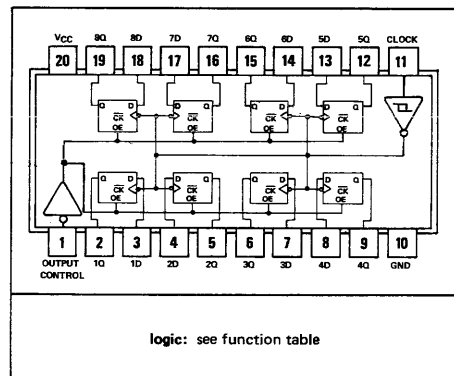 VCC 8Q 8D 7D 7Q 6Q 6D 5D 5Q CLOCK
20 19 18 17 16 15 14 13 12 11
Q D D Q Q D D Q
CK CK CK CK
OE OE OE OE
CK CK CK CK
Q D D Q Q D D Q
OE OE OE OE
1 2 3 4 5 6 7 8 9 10
OUTPUT CONTROL 1Q 1D 2D 2Q 3Q 3D 4D 4Q GND
logic: see function table